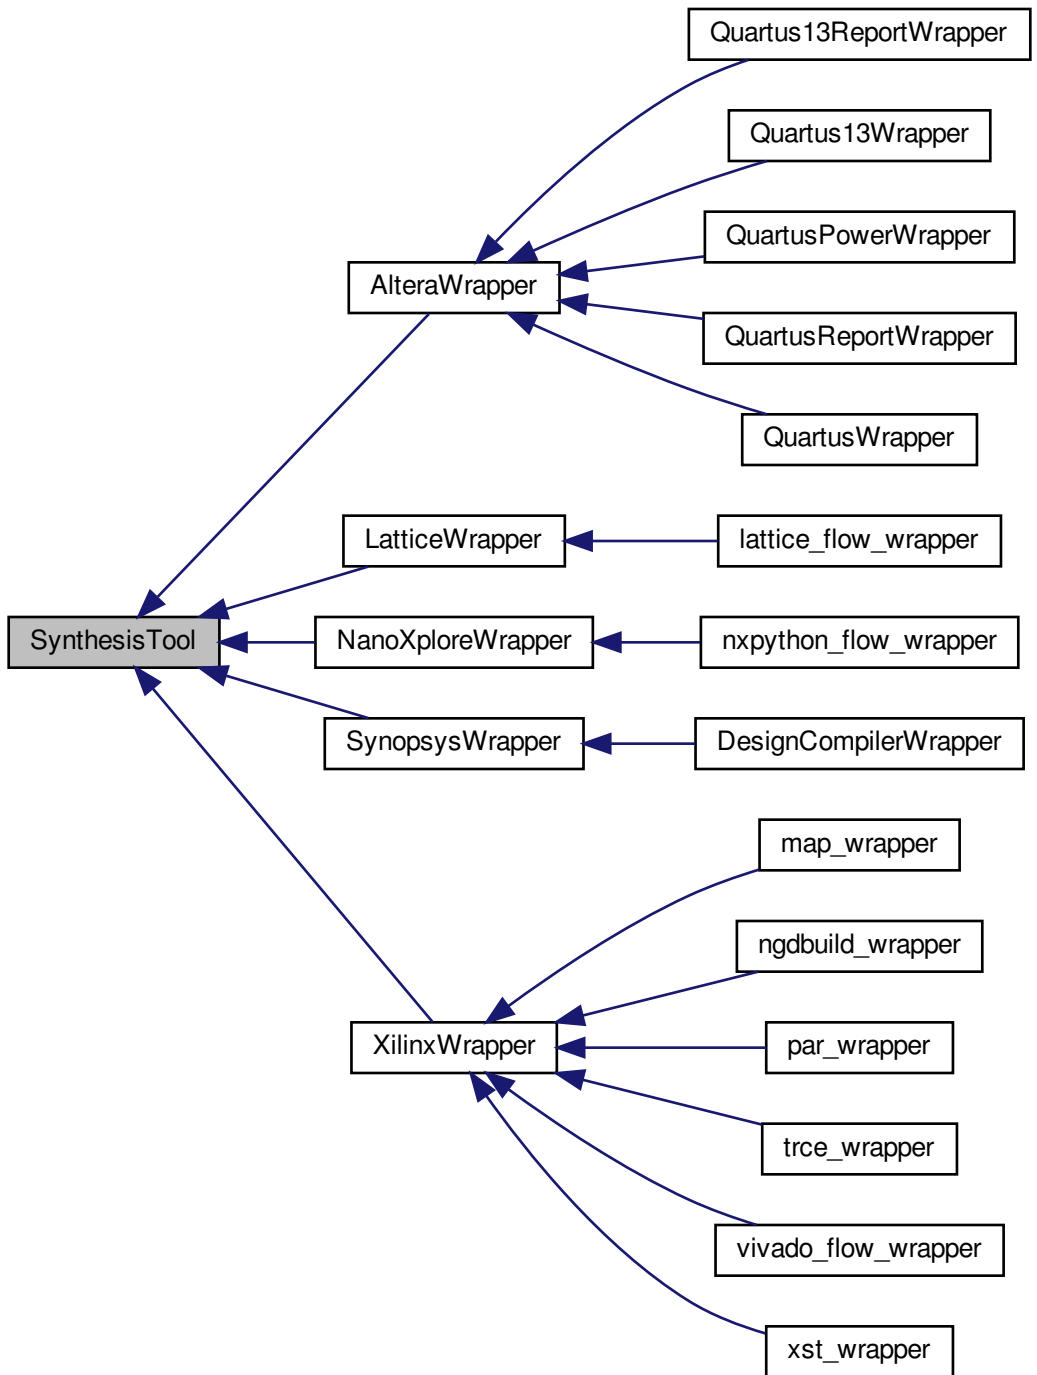 Quartus13ReportWrapper
Quartus13Wrapper
QuartusPowerWrapper
AlteraWrapper
QuartusReportWrapper
QuartusWrapper
LatticeWrapper
lattice_flow_wrapper
SynthesisTool
NanoXploreWrapper
nxpython_flow_wrapper
SynopsysWrapper
DesignCompilerWrapper
map_wrapper
ngdbuild_wrapper
XilinxWrapper
par_wrapper
trce_wrapper
vivado_flow_wrapper
xst_wrapper